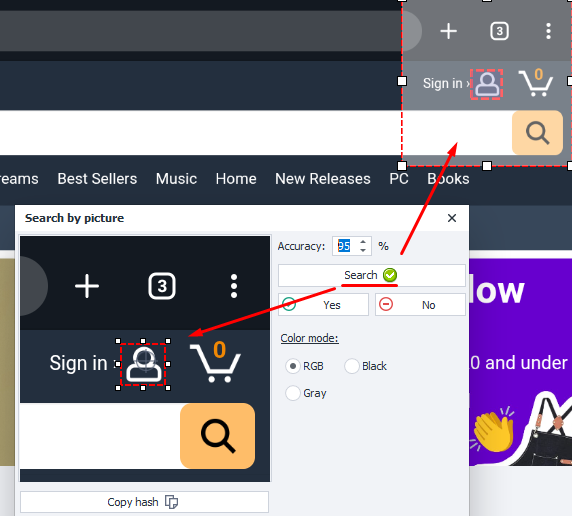 3
Sign in ›
0
reams Best Sellers Music Home New Releases PC Books
Search by picture
Accuracy: 95 %
Search
Yes No
Color mode:
RGB Black
Gray
3
Sign in
0
Copy hash
low
0 and under